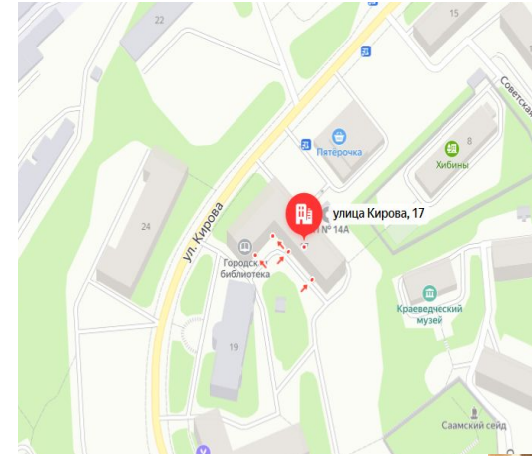 15
22
Советская
Пятёрочка
8
Хибины
улица Кирова, 17
№ 14А
24
ул. Кирова
Городск
библиотека
Краеведческий
музей
19
Саамский сейд